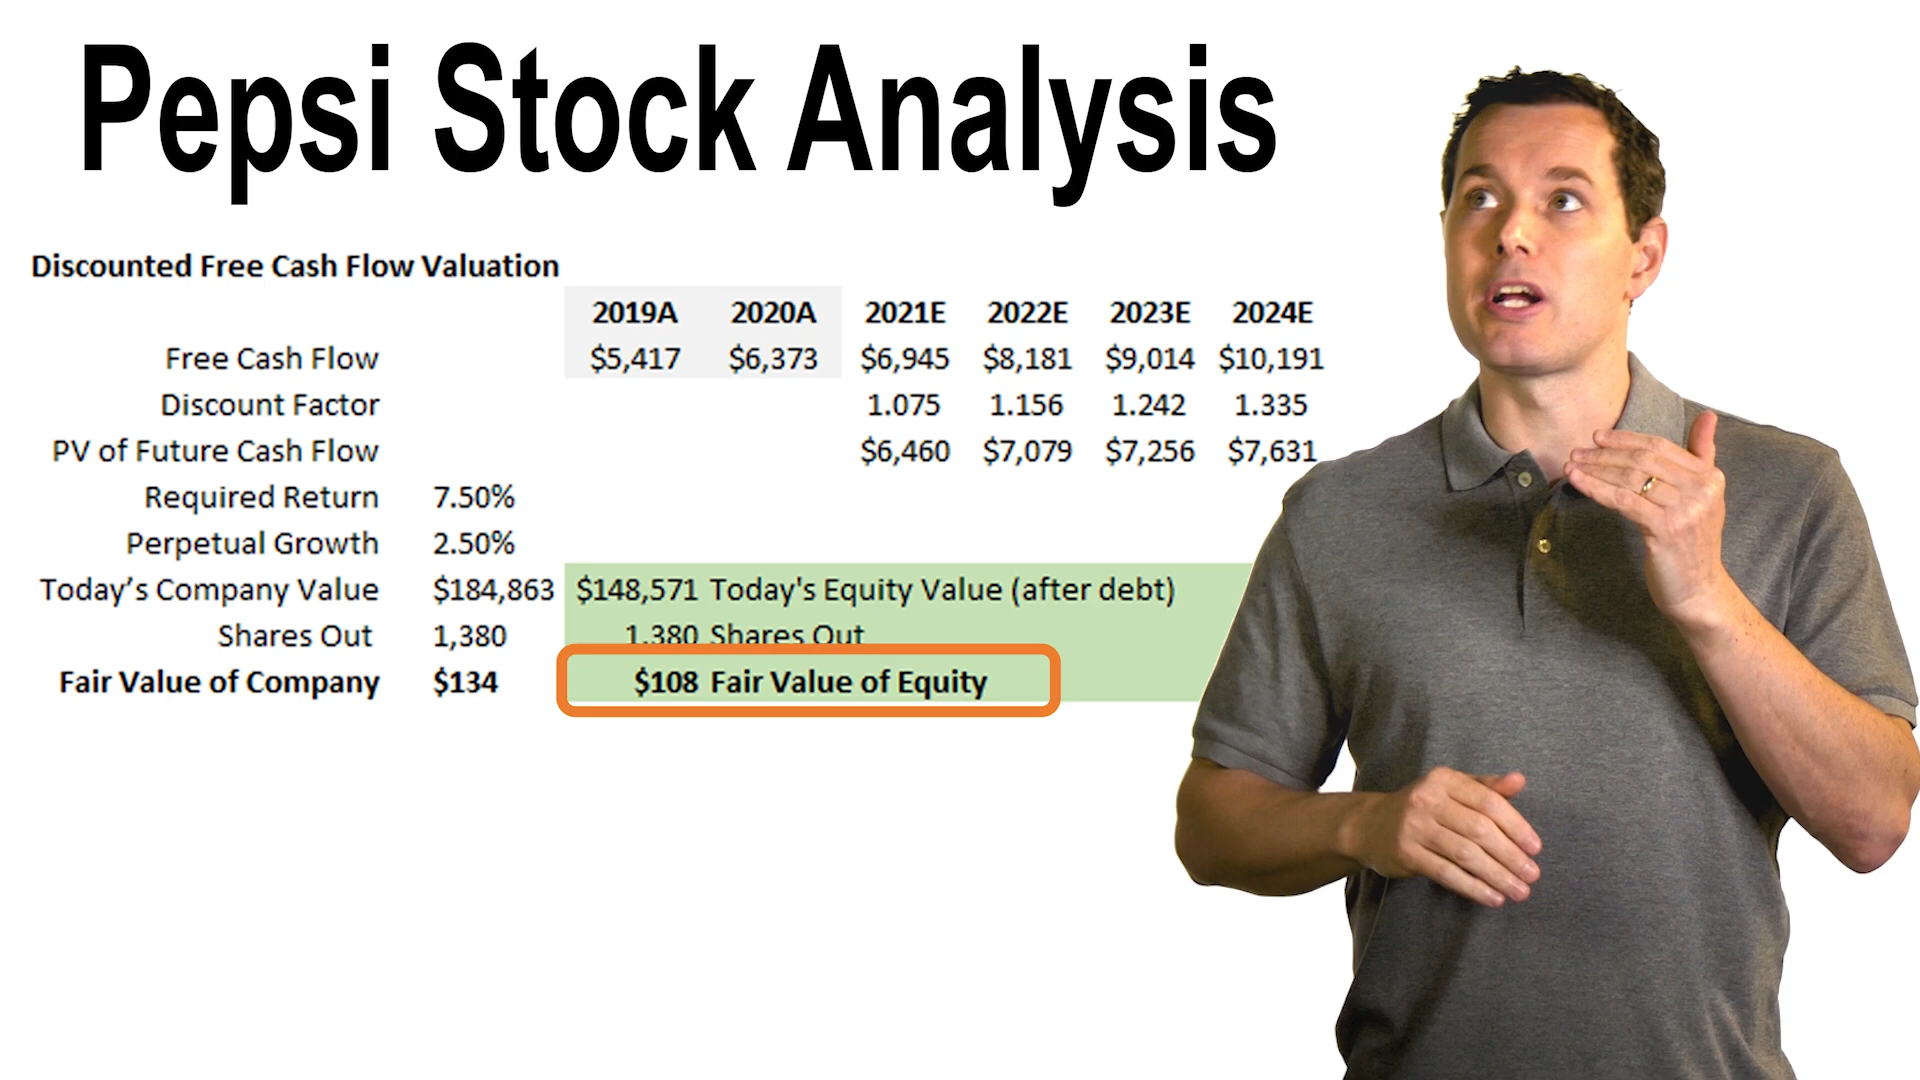 Pepsi Stock Analysis
Discounted Free Cash Flow Valuation
2019A 2020A 2021E 2022E 2023E 2024E
Free Cash Flow $5,417 $6,373 $6,945 $8,181 $9,014 $10,191
Discount Factor 1.075 1.156 1.242 1.335
PV of Future Cash Flow $6,460 $7,079 $7,256 $7,631
Required Return 7.50%
Perpetual Growth 2.50%
Today’s Company Value $184,863 $148,571 Today's Equity Value (after debt)
Shares Out 1,380 1,380 Shares Out
Fair Value of Company $134 $108 Fair Value of Equity